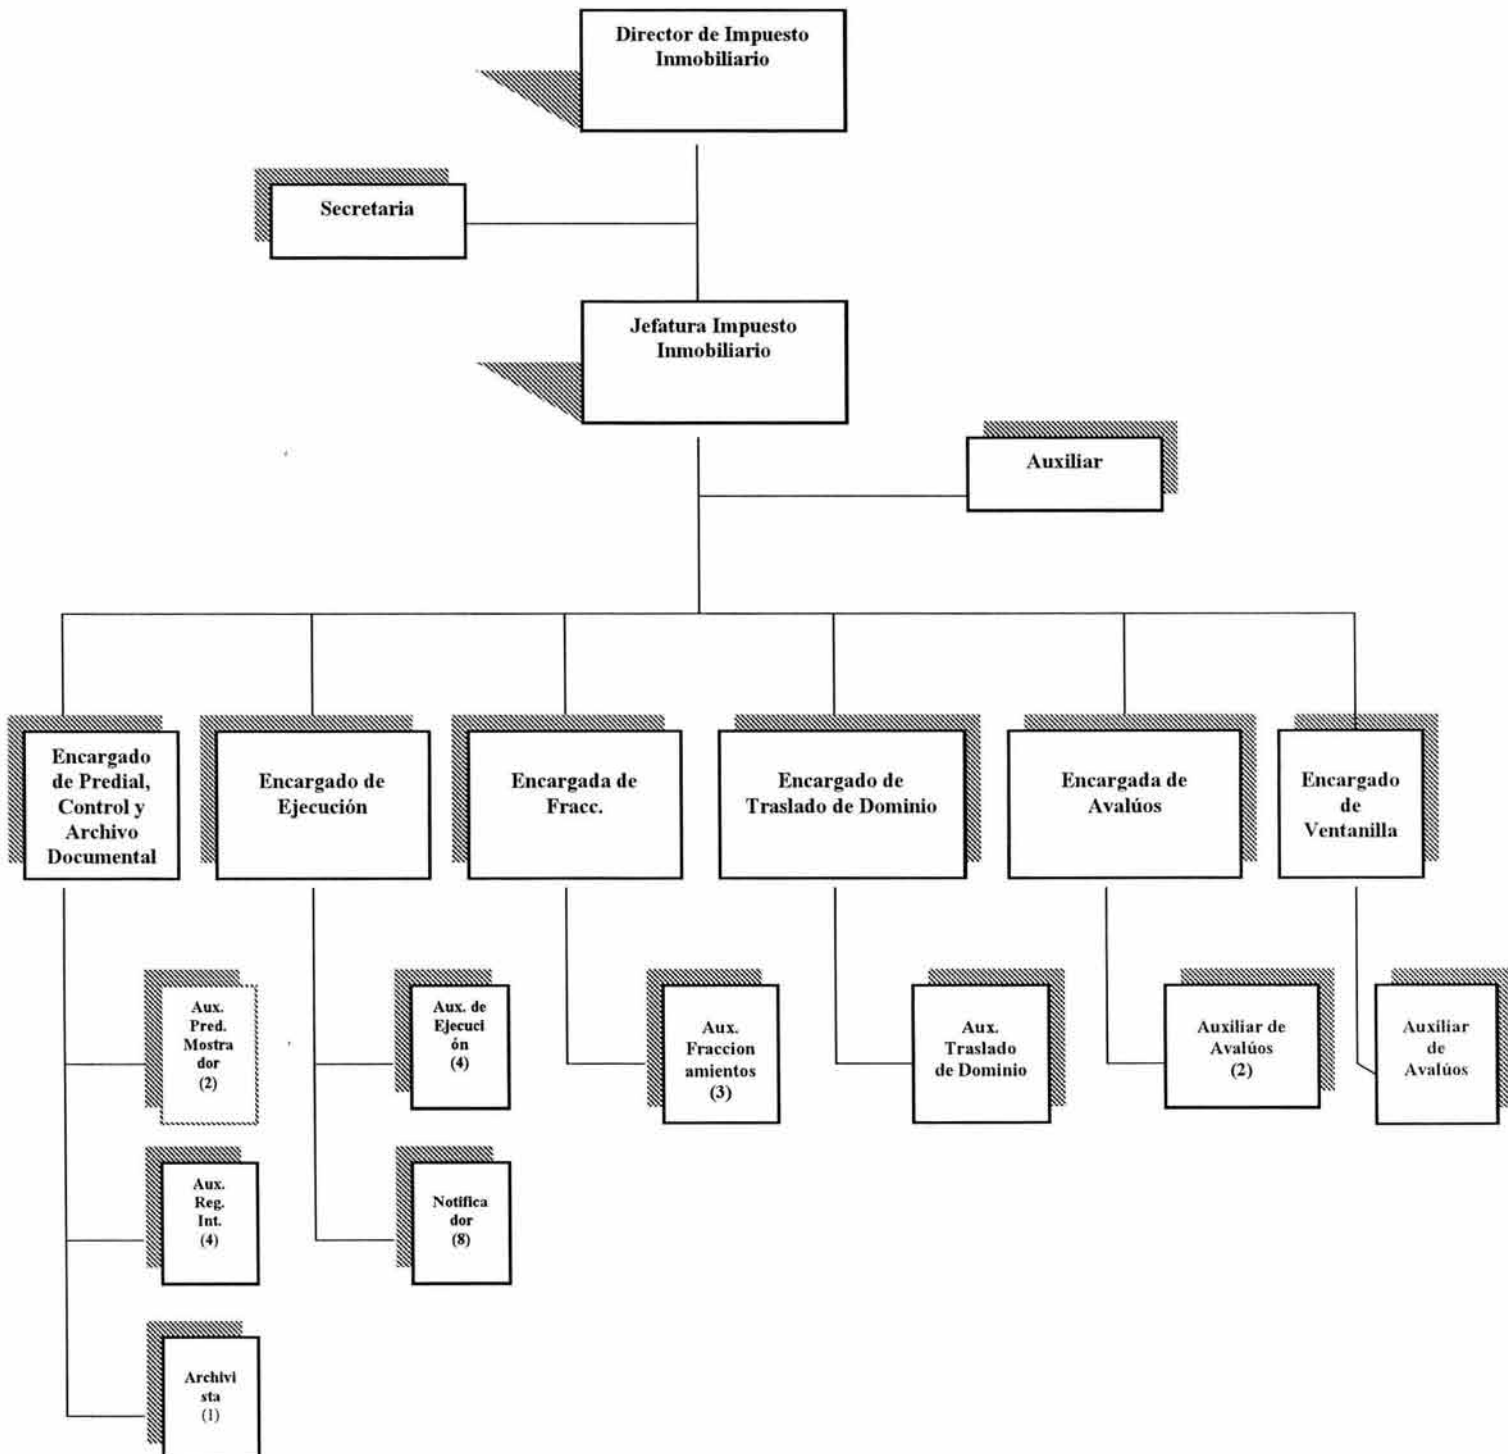 Director de Impuesto
Inmobiliario
Secretaria
Jefatura Impuesto
Inmobiliario
Auxiliar
Encargado
de Predial,
Control y
Archivo
Documental
Encargado de
Ejecución
Encargada de
Fracc.
Encargado de
Traslado de Dominio
Encargada de
Avalúos
Encargado
de
Ventanilla
Aux.
Pred.
Mostra
dor
(2)
Aux. de
Ejecuci
ón
(4)
Aux.
Fraccion
amientos
(3)
Aux.
Traslado
de Dominio
Auxiliar de
Avalúos
(2)
Auxiliar
de
Avalúos
Aux.
Reg.
Int.
(4)
Notifica
dor
(8)
Archivi
sta
(1)